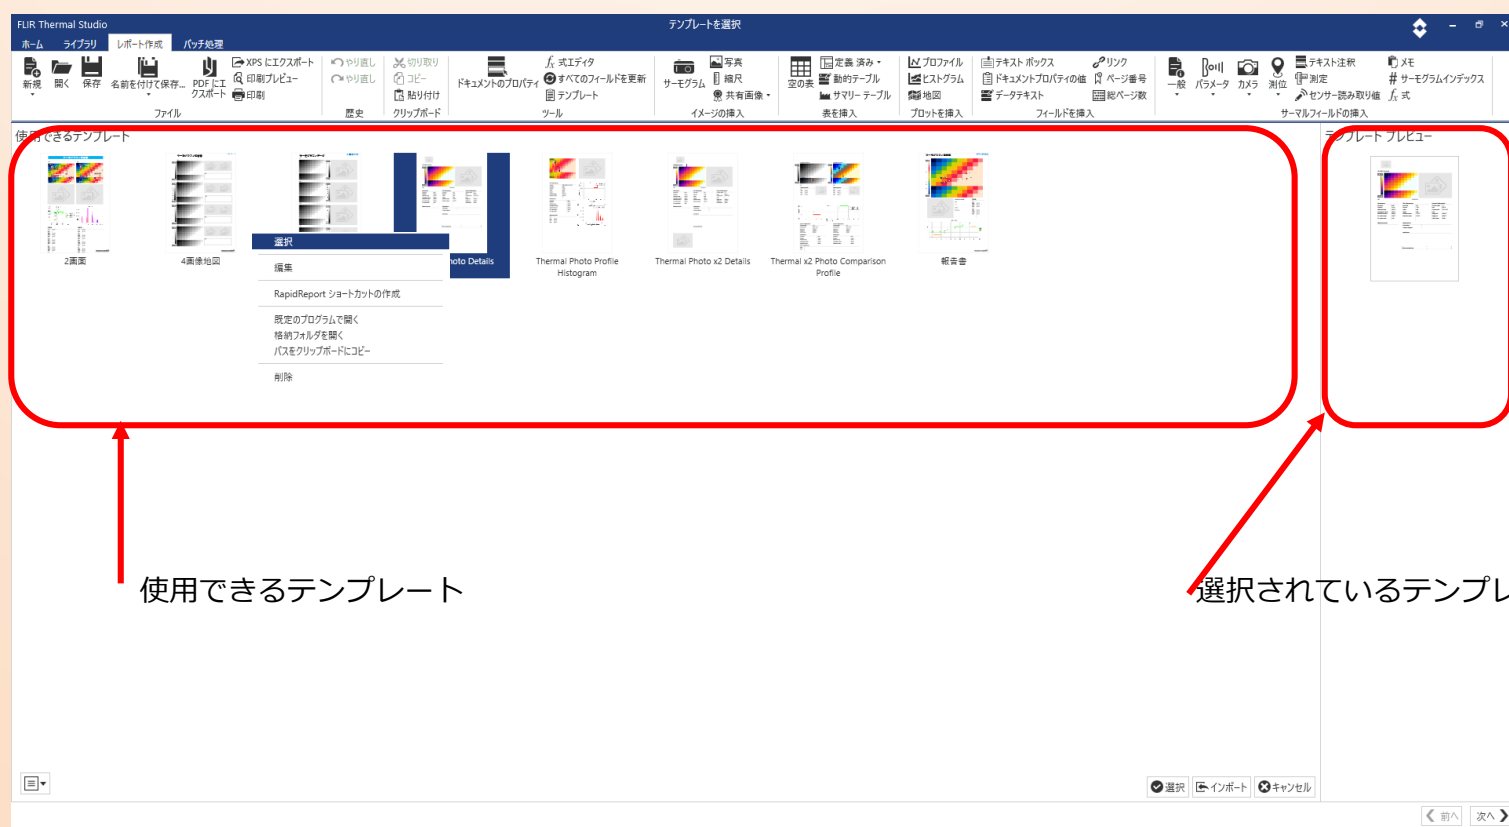 FLIR Thermal Studio
テンプレートを選択
ホーム ライブラリ レポート作成 バッチ処理
新規
開く
保存
名前を付けて保存...
PDF にエ
クスポート
XPS にエクスポート
印刷プレビュー
印刷
ファイル
やり直し
やり直し
歴史
切り取り
コピー
貼り付け
クリップボード
ドキュメントのプロパティ
式エディタ
すべてのフィールドを更新
テンプレート
ツール
サーモグラム
写真
縮尺
共有画像
イメージの挿入
空の表
定義 済み
動的テーブル
サマリー テーブル
表を挿入
プロファイル
ヒストグラム
地図
プロットを挿入
テキスト ボックス
ドキュメントプロパティの値
データテキスト
リンク
ページ番号
総ページ数
フィールドを挿入
一般
パラメータ
カメラ
測位
テキスト注釈
測定
センサー読み取り値
メモ
# サーモグラムインデックス
式
サーマルフィールドの挿入
使用できるテンプレート
テンプレート プレビュー
2画面
4画像地図
oto Details
Thermal Photo Profile
Histogram
Thermal Photo x2 Details
Thermal x2 Photo Comparison
Profile
報告書
選択
編集
RapidReport ショートカットの作成
既定のプログラムで開く
格納フォルダを開く
パスをクリップボードにコピー
削除
使用できるテンプレート
選択されているテンプレ
選択 インポート キャンセル
前へ 次へ